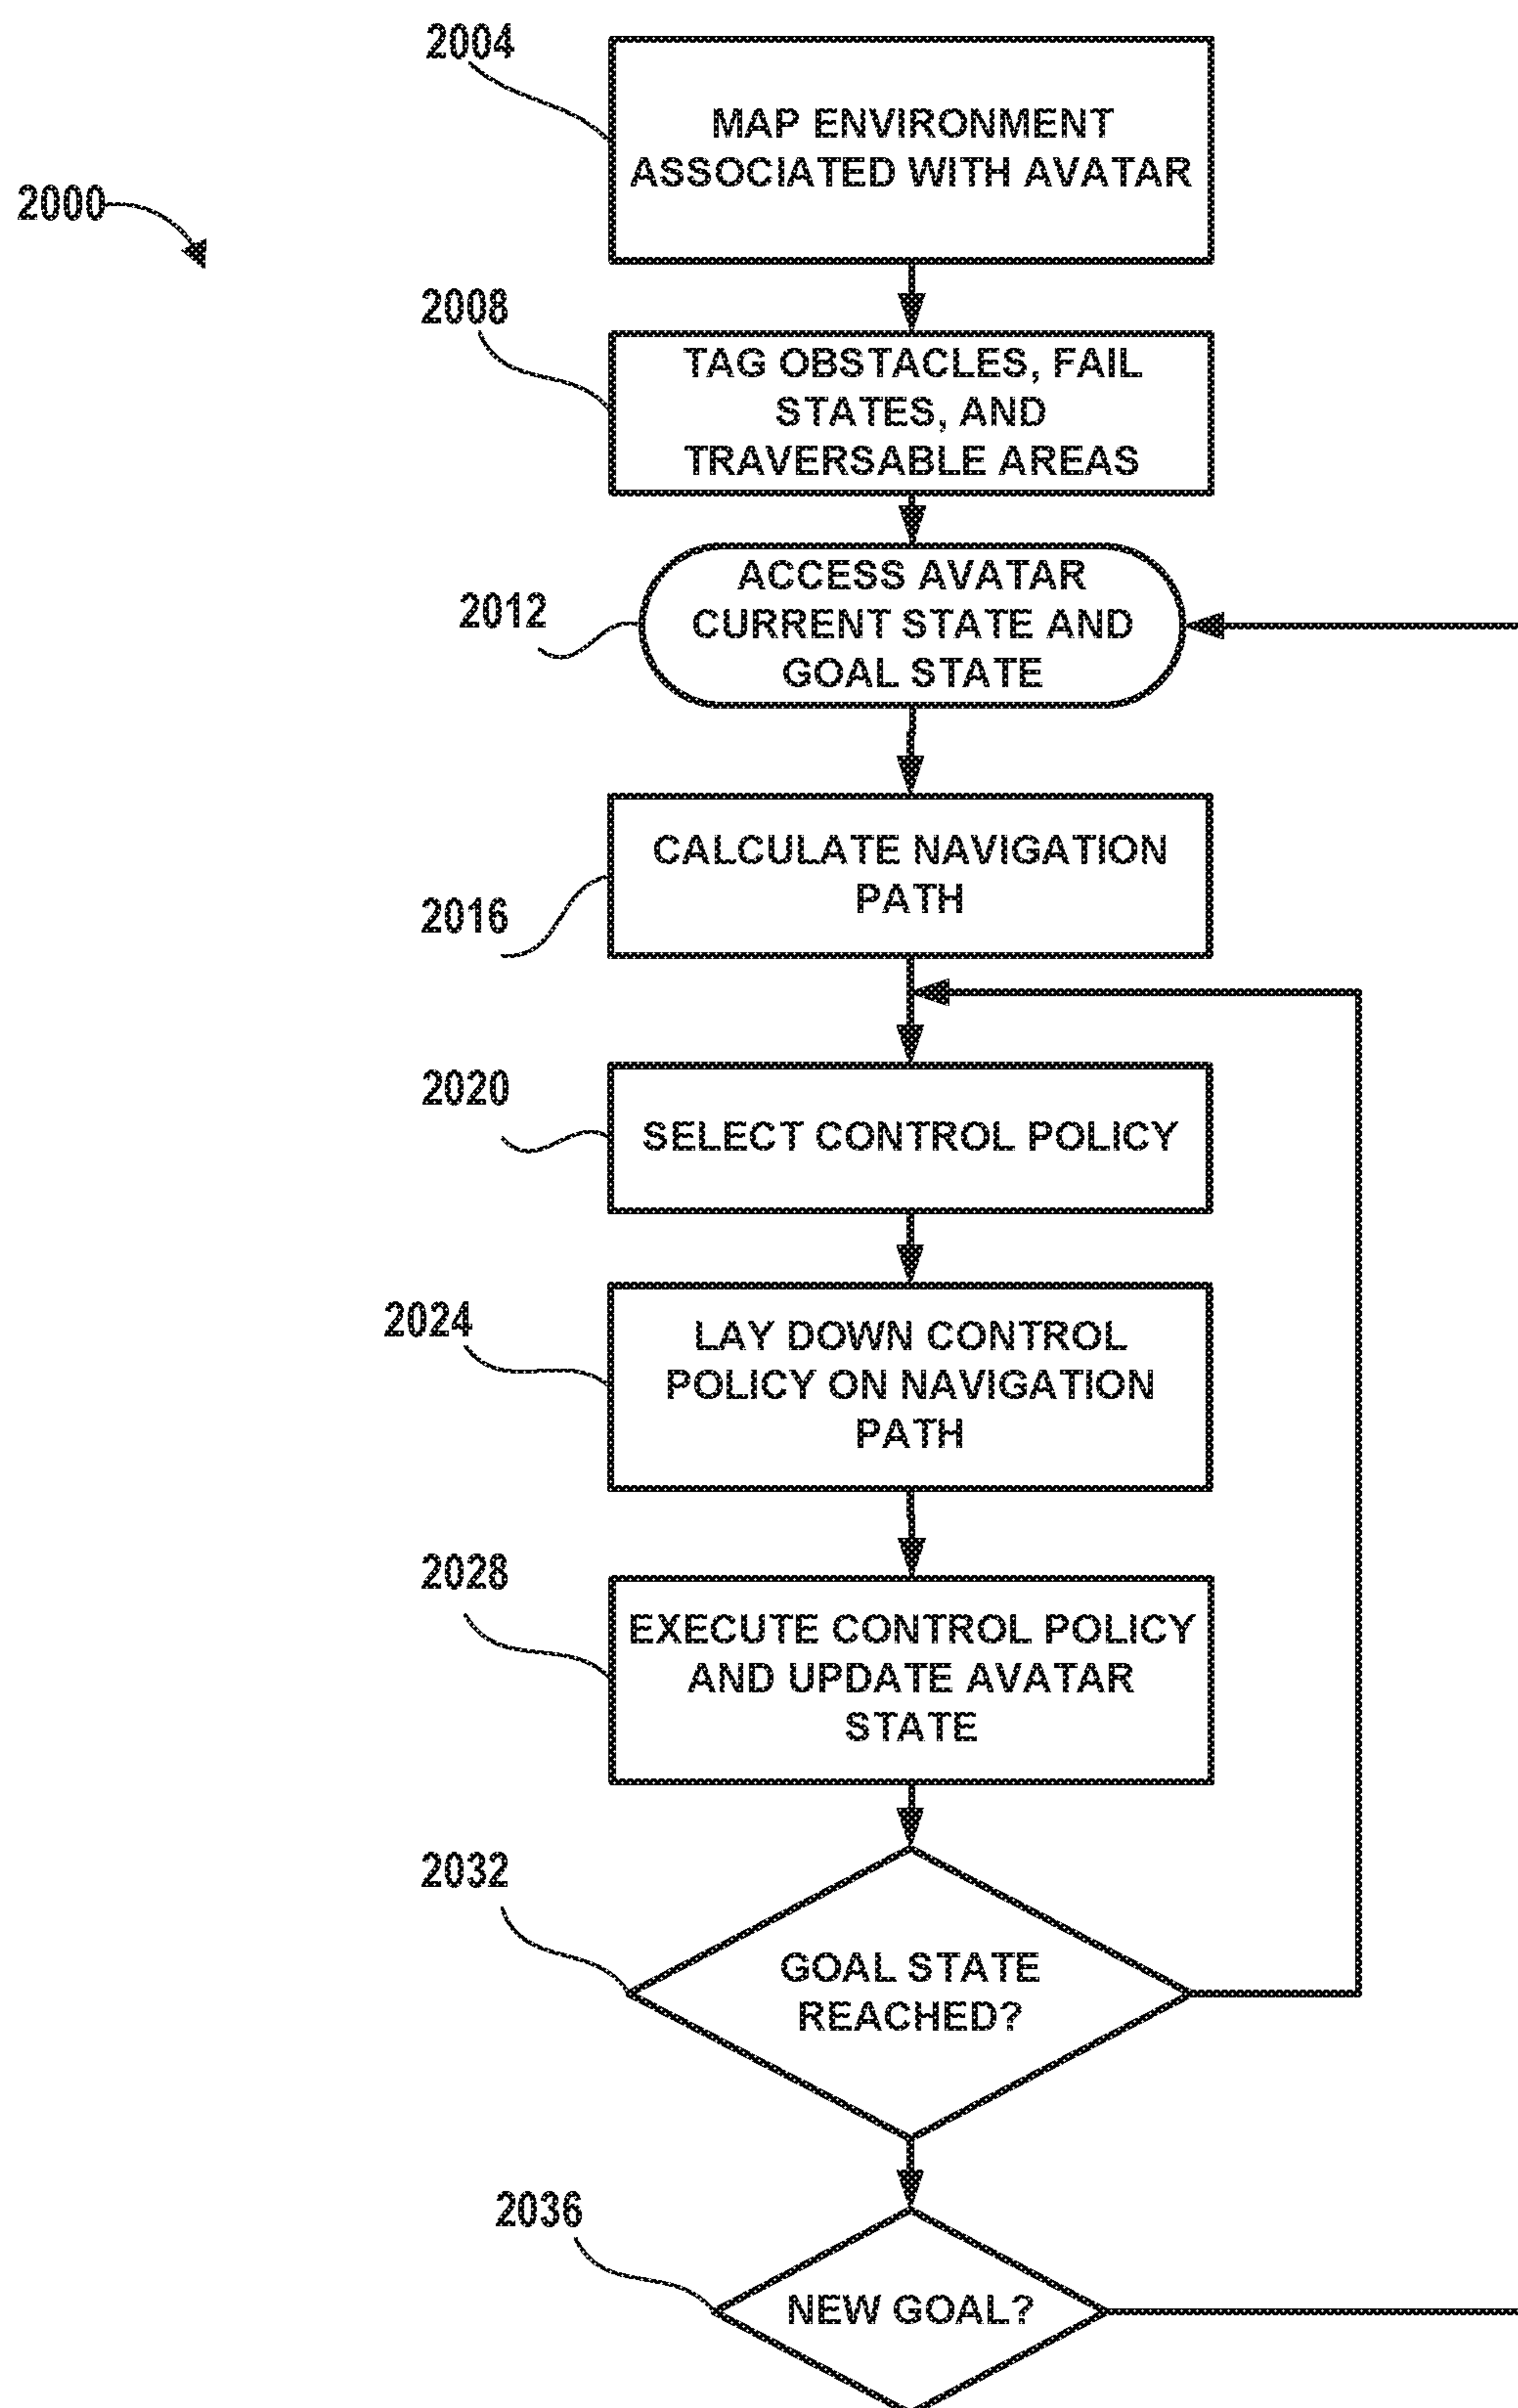 2004
MAP ENVIRONMENT
ASSOCIATED WITH AVATAR
2000
2008
TAG OBSTACLES, FAIL
STATES, AND
TRAVERSABLE AREAS
2012
ACCESS AVATAR
CURRENT STATE AND
GOAL STATE
2016
CALCULATE NAVIGATION
PATH
2020
SELECT CONTROL POLICY
2024
LAY DOWN CONTROL
POLICY ON NAVIGATION
PATH
2028
EXECUTE CONTROL POLICY
AND UPDATE AVATAR
STATE
2032
GOAL STATE
REACHED?
2036
NEW GOAL?